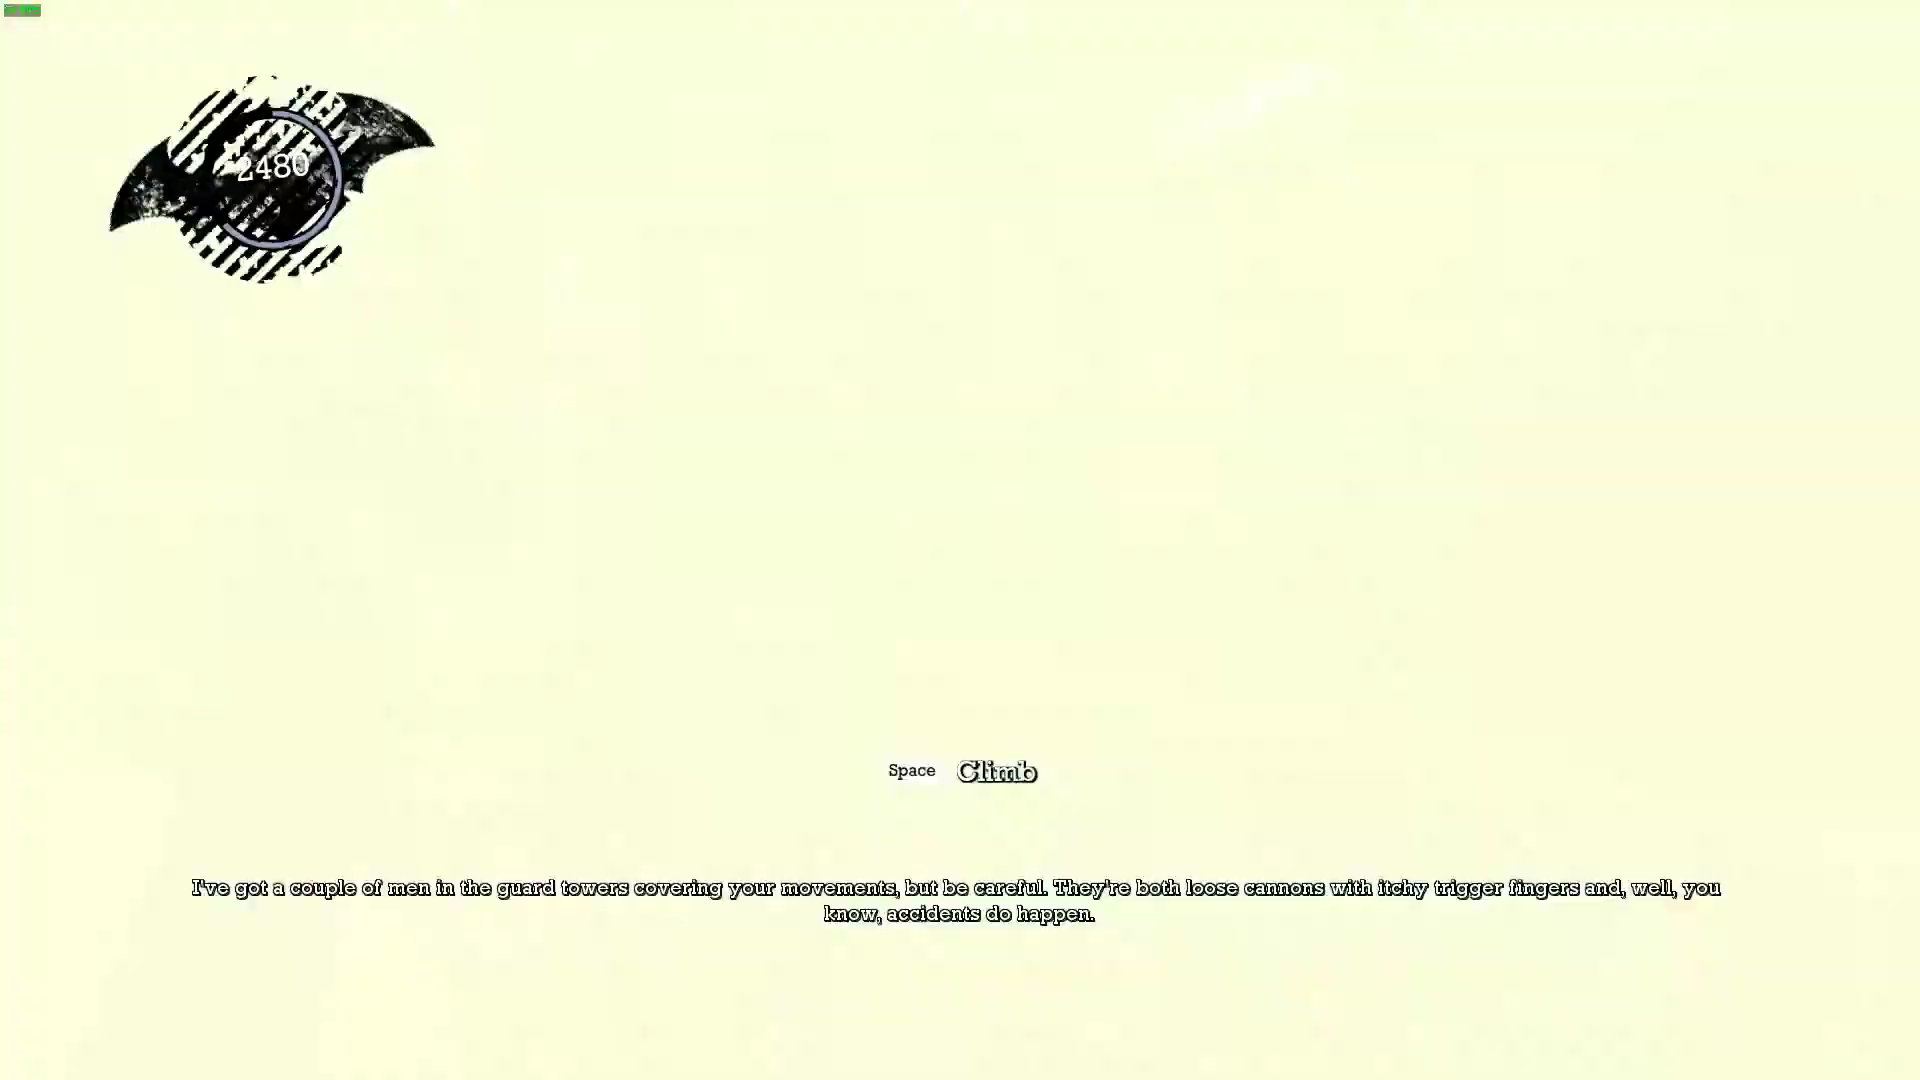 2480
Space Climb
I've got a couple of men in the guard towers covering your movements, but be careful. They're both loose cannons with itchy trigger fingers and, well, you
know, accidents do happen.